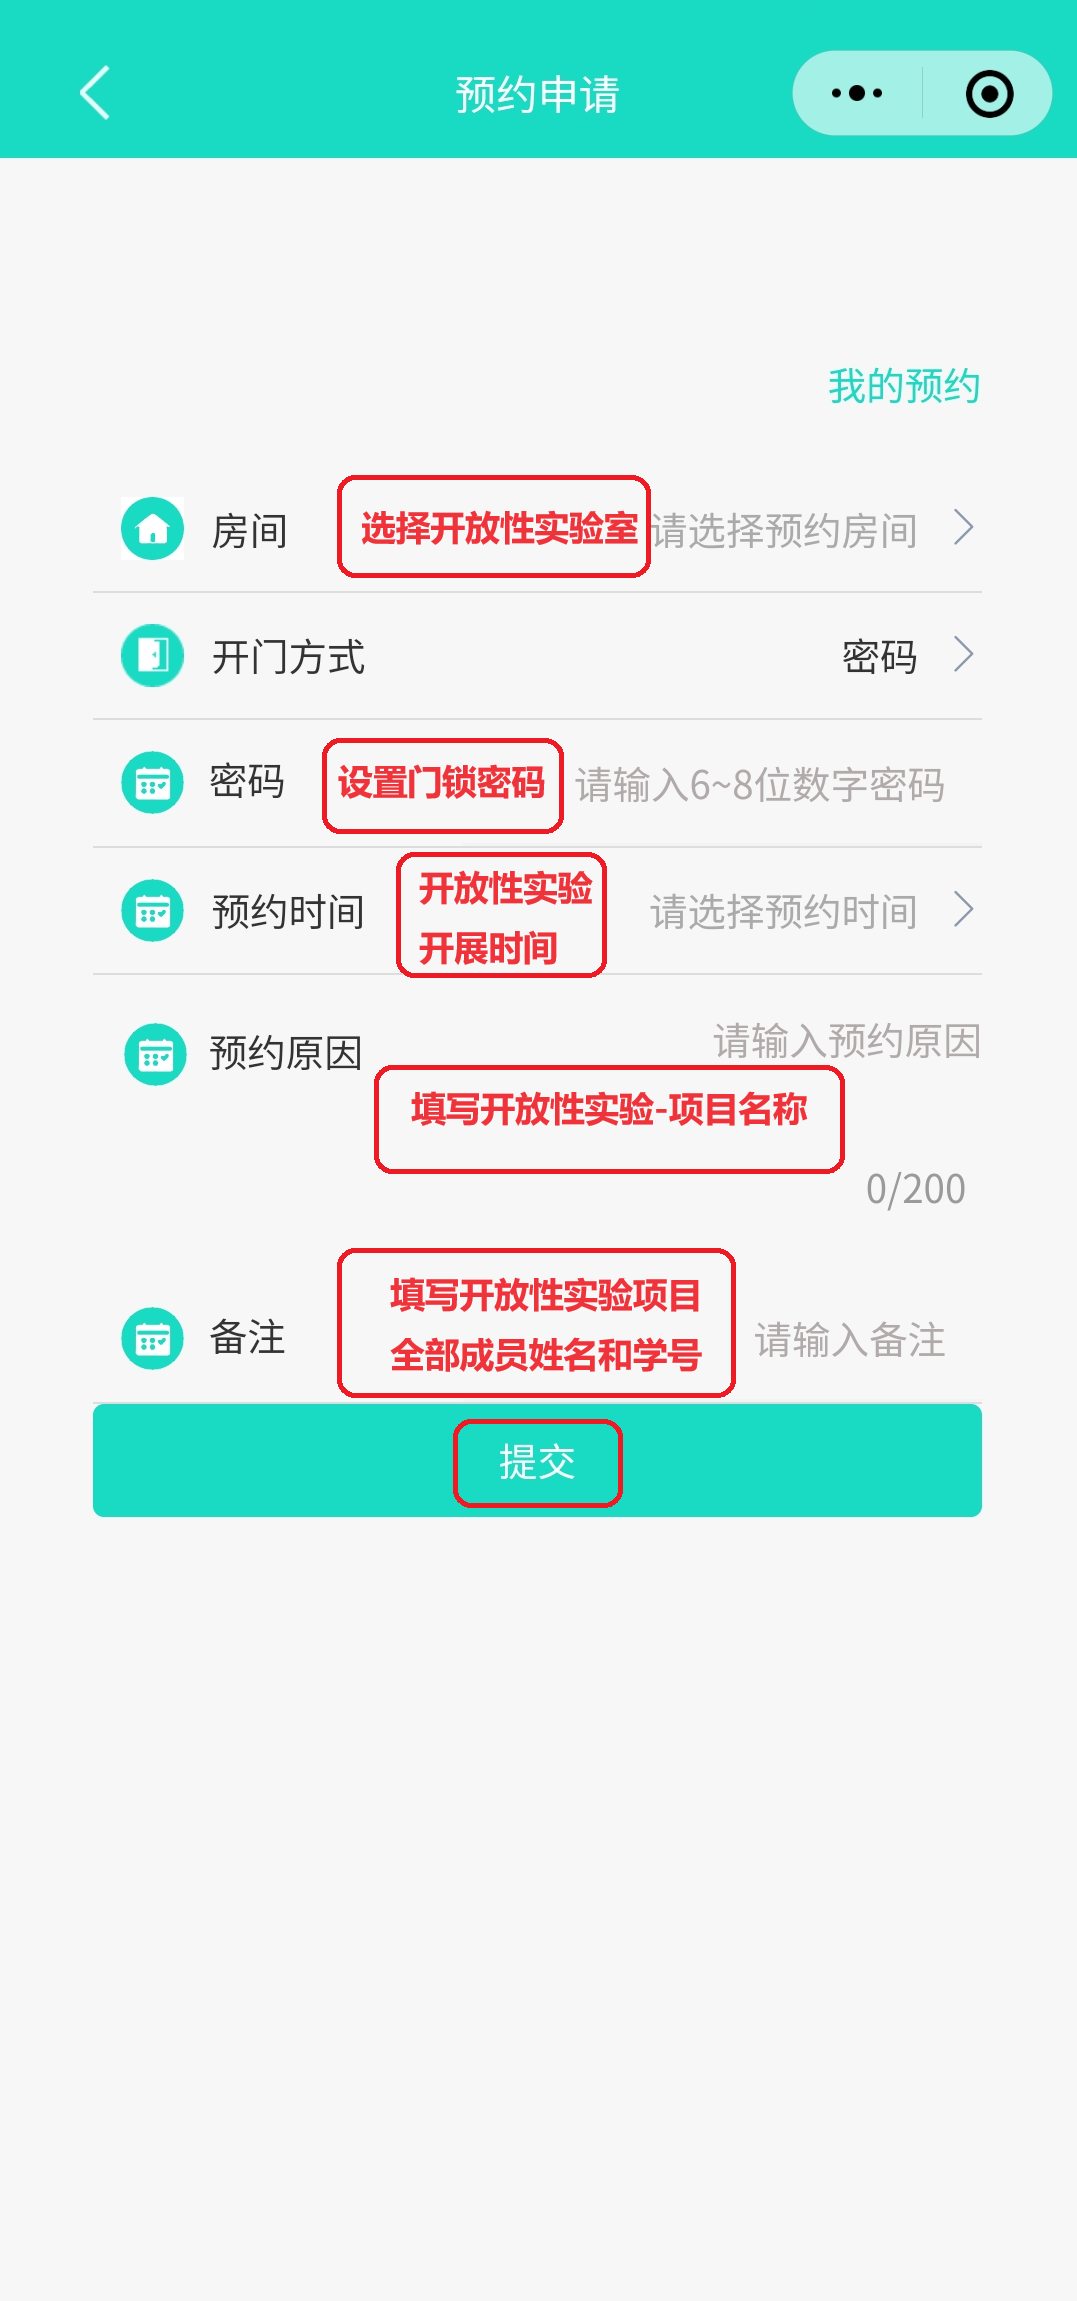 预约申请
我的预约
房间 选择开放性实验室 请选择预约房间
开门方式 密码
密码 设置门锁密码 请输入6~8位数字密码
预约时间 开放性实验 请选择预约时间
开展时间
预约原因 请输入预约原因
填写开放性实验-项目名称
0/200
填写开放性实验项目
备注 请输入备注
全部成员姓名和学号
提交